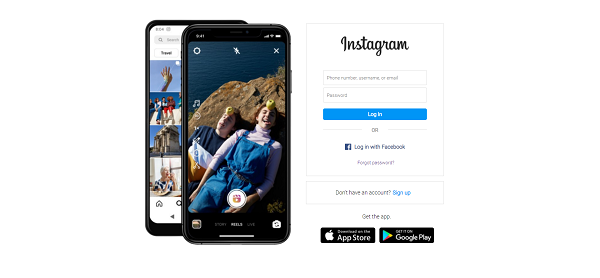 8:04
Search
Travel
9:41
STORY REELS LIVE
Instagram
Phone number, username, or email
Password
Log In
OR
Log in with Facebook
Forgot password?
Don't have an account? Sign up
Get the app.
Download on the
App Store
GET IT ON
Google Play